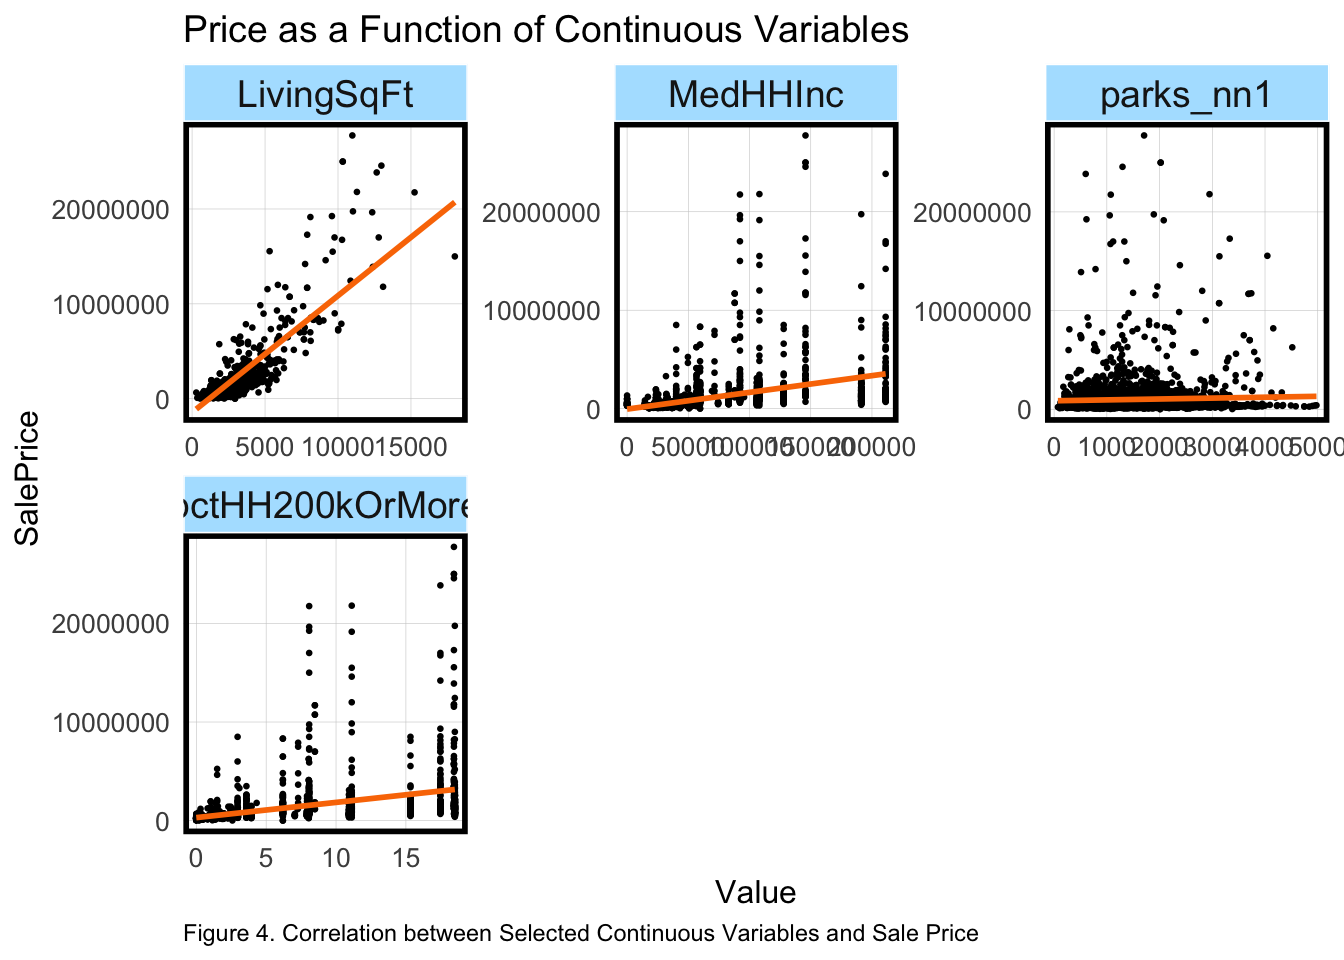 Price as a Function of Continuous Variables
LivingSqFt
MedHHInc
parks_nn1
20000000
10000000
0
0 5000 10000 15000
20000000
10000000
0
0 50000 100000 150000 200000
20000000
10000000
0
0 1000 2000 3000 4000 5000
SalePrice
pctHH200kOrMore
20000000
10000000
0
0 5 10 15
Value
Figure 4. Correlation between Selected Continuous Variables and Sale Price